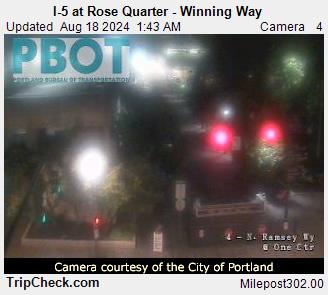 I-5 at Rose Quarter - Winning Way
Updated Aug 18 2024 1:43 AM Camera 4
PBOT
PORTLAND BUREAU OF TRANSPORTATION
4 - N. Ramsey Wy
@ One Ctr
Camera courtesy of the City of Portland
TripCheck.com Milepost302.00